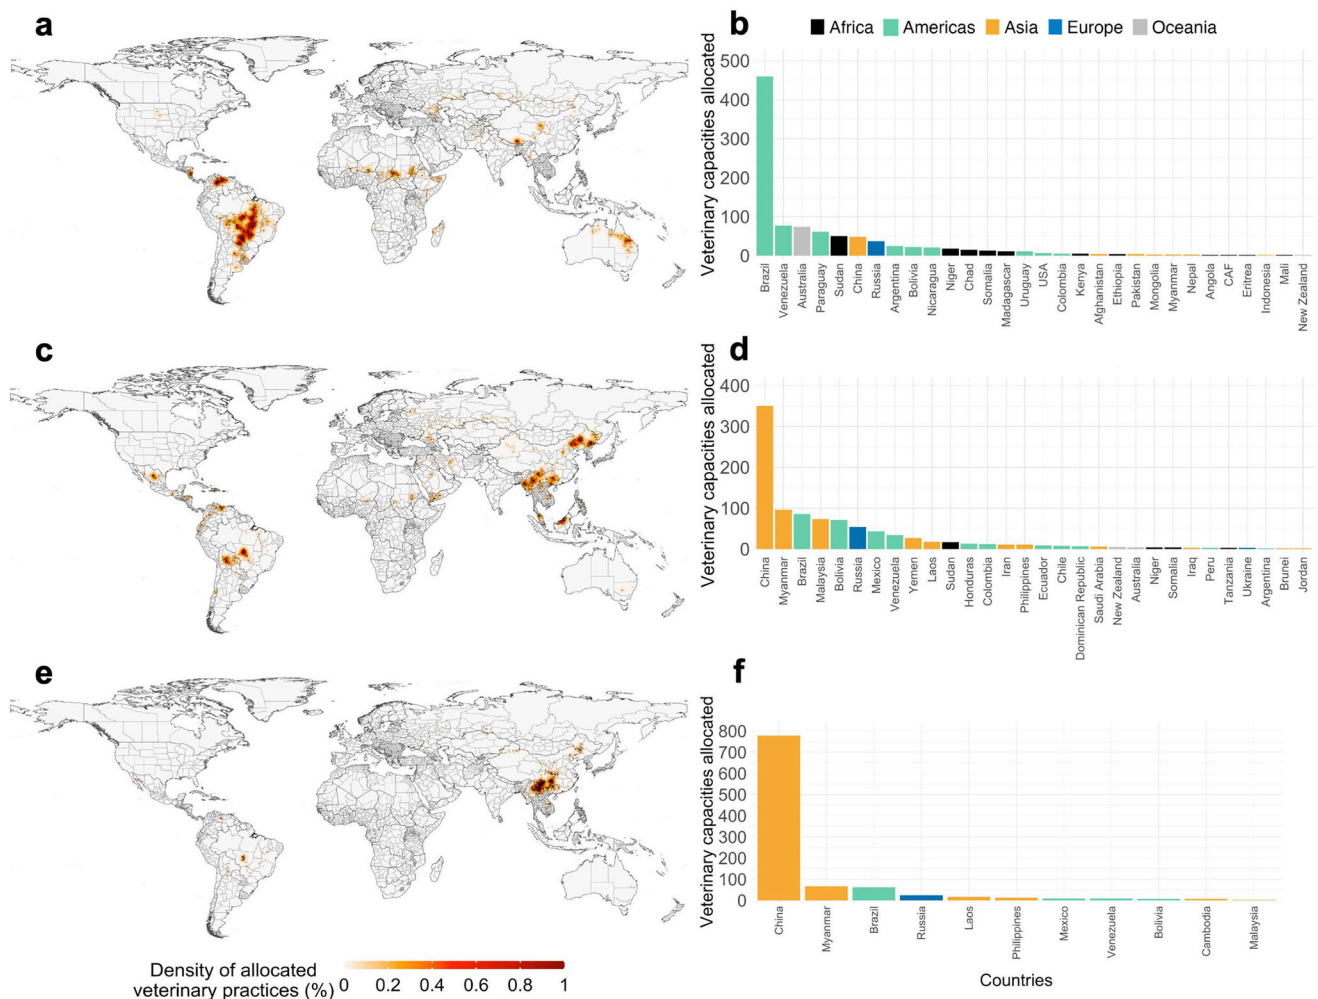 a
b
Africa Americas Asia Europe Oceania
Veterinary capacities allocated
500
400
300
200
100
0
Brazil
Venezuela
Australia
Paraguay
Sudan
China
Russia
Argentina
Bolivia
Nicaragua
Niger
Chad
Somalia
Madagascar
Uruguay
USA
Colombia
Kenya
Afghanistan
Ethiopia
Pakistan
Mongolia
Myanmar
Nepal
Angola
CAF
Eritrea
Indonesia
Mali
New Zealand
c
d
Veterinary capacities allocated
400
300
200
100
0
China
Myanmar
Brazil
Malaysia
Bolivia
Russia
Mexico
Venezuela
Yemen
Laos
Sudan
Honduras
Colombia
Iran
Philippines
Ecuador
Chile
Dominican Republic
Saudi Arabia
New Zealand
Australia
Niger
Somalia
Iraq
Peru
Tanzania
Ukraine
Argentina
Brunei
Jordan
e
f
Veterinary capacities allocated
800
700
600
500
400
300
200
100
0
China
Myanmar
Brazil
Russia
Laos
Philippines
Mexico
Venezuela
Bolivia
Cambodia
Malaysia
Countries
Density of allocated
veterinary practices (%)
0 0.2 0.4 0.6 0.8 1